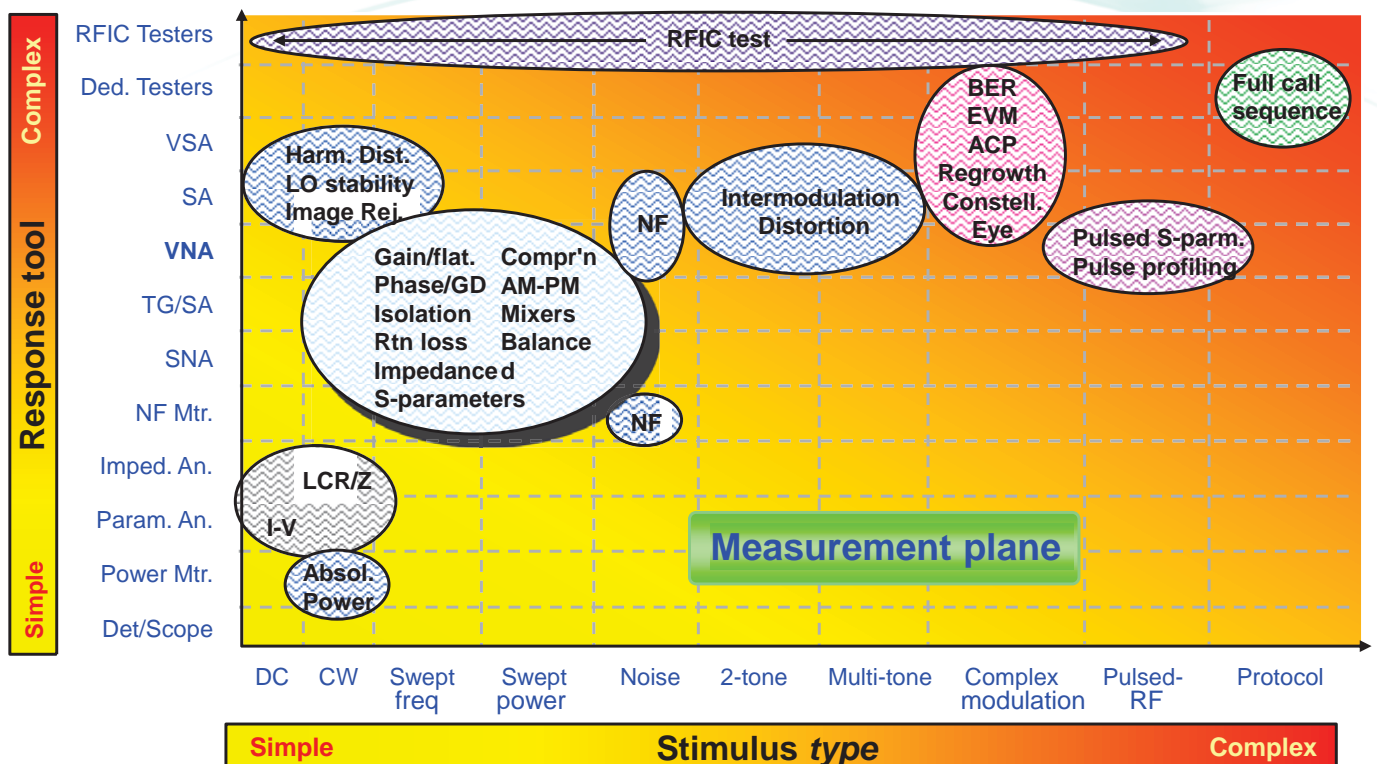 Complex
Response tool
Simple
RFIC Testers
Ded. Testers
VSA
SA
VNA
TG/SA
SNA
NF Mtr.
Imped. An.
Param. An.
Power Mtr.
Det/Scope
RFIC test
Full call
sequence
BER
EVM
ACP
Regrowth
Constell.
Eye
Harm. Dist.
LO stability
Image Rej.
NF
Intermodulation
Distortion
Pulsed S-parm.
Pulse profiling
Gain/flat. Compr'n
Phase/GD AM-PM
Isolation Mixers
Rtn loss Balance
Impedance d
S-parameters
NF
LCR/Z
I-V
Absol.
Power
Measurement plane
DC
CW
Swept
freq
Swept
power
Noise
2-tone
Multi-tone
Complex
modulation
Pulsed-
RF
Protocol
Simple
Stimulus type
Complex